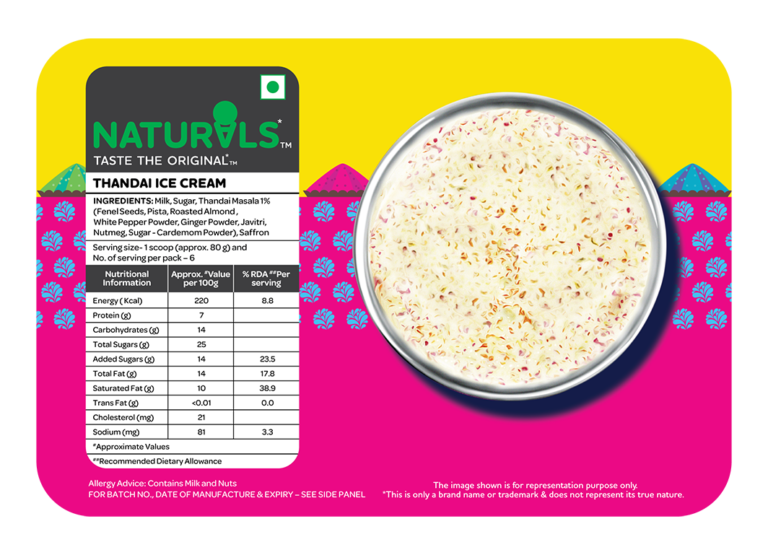 NATURALS*TM
TASTE THE ORIGINAL*TM
THANDAI ICE CREAM
INGREDIENTS: Milk, Sugar, Thandai Masala 1%
(Fenel Seeds, Pista, Roasted Almond ,
White Pepper Powder, Ginger Powder, Javitri,
Nutmeg, Sugar - Cardemom Powder), Saffron
Serving size- 1 scoop (approx. 80 g) and
No. of serving per pack – 6
Nutritional Information Approx. #Value per 100g % RDA ##Per serving
Energy ( Kcal) 220 8.8
Protein (g) 7
Carbohydrates (g) 14
Total Sugars (g) 25
Added Sugars (g) 14 23.5
Total Fat (g) 14 17.8
Saturated Fat (g) 10 38.9
Trans Fat (g) <0.01 0.0
Cholesterol (mg) 21
Sodium (mg) 81 3.3
#Approximate Values
##Recommended Dietary Allowance
Allergy Advice: Contains Milk and Nuts
FOR BATCH NO., DATE OF MANUFACTURE & EXPIRY – SEE SIDE PANEL
The image shown is for representation purpose only.
*This is only a brand name or trademark & does not represent its true nature.